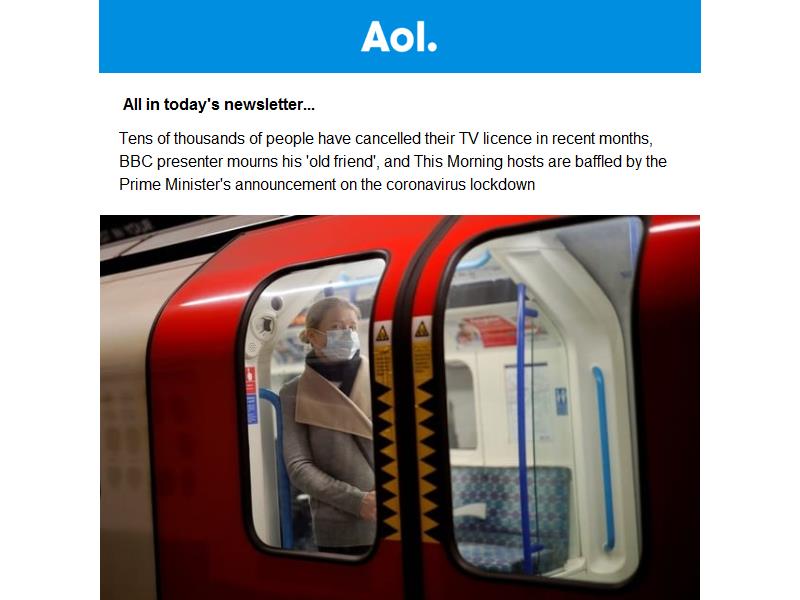 Aol.
All in today's newsletter...
Tens of thousands of people have cancelled their TV licence in recent months,
BBC presenter mourns his 'old friend', and This Morning hosts are baffled by the
Prime Minister's announcement on the coronavirus lockdown